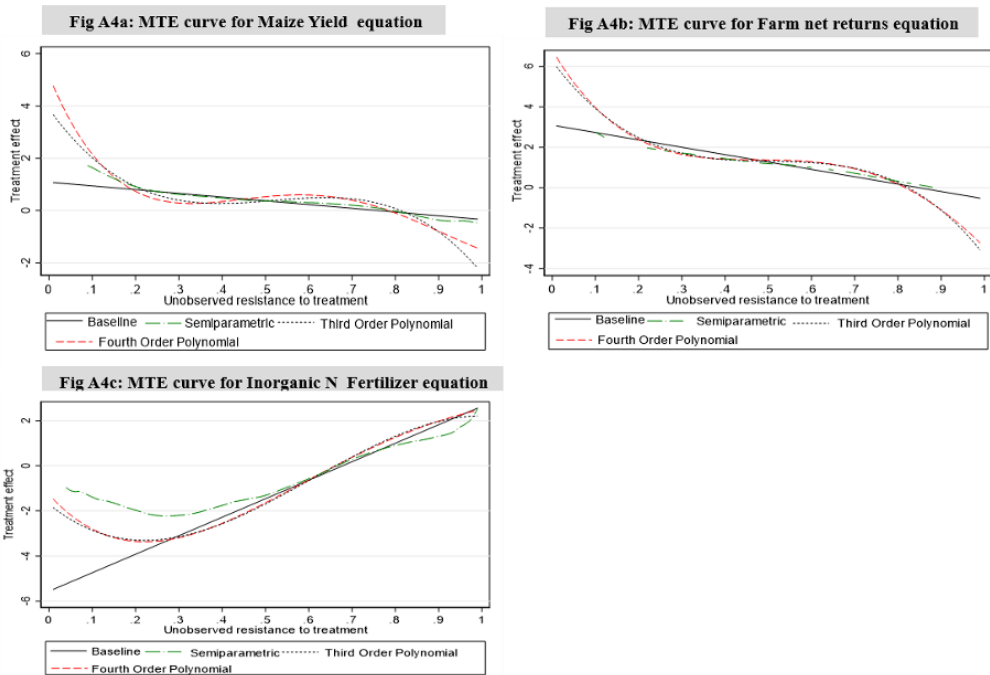 Fig A4a: MTE curve for Maize Yield equation
6
4
2
0
-2
Treatment effect
0 .1 .2 .3 .4 .5 .6 .7 .8 .9 1
Unobserved resistance to treatment
Baseline Semiparametric Third Order Polynomial
Fourth Order Polynomial
Fig A4b: MTE curve for Farm net returns equation
6
4
2
0
-2
-4
Treatment effect
0 .1 .2 .3 .4 .5 .6 .7 .8 .9 1
Unobserved resistance to treatment
Baseline Semiparametric Third Order Polynomial
Fourth Order Polynomial
Fig A4c: MTE curve for Inorganic N Fertilizer equation
2
0
-2
-4
-6
Treatment effect
0 .1 .2 .3 .4 .5 .6 .7 .8 .9 1
Unobserved resistance to treatment
Baseline Semiparametric Third Order Polynomial
Fourth Order Polynomial